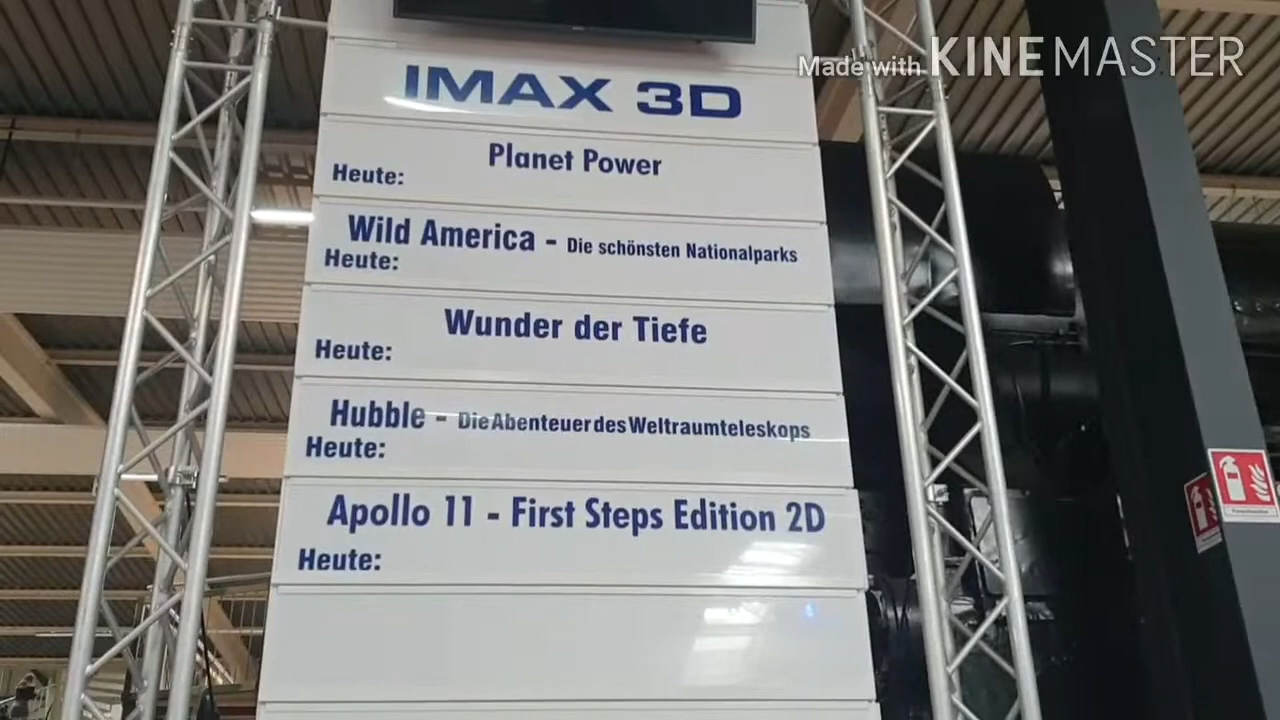 Made with KINEMASTER
IMAX 3D
Planet Power
Heute:
Wild America - Die schönsten Nationalparks
Heute:
Wunder der Tiefe
Heute:
Hubble - Die Abenteuer des Weltraumteleskops
Heute:
Apollo 11 - First Steps Edition 2D
Heute: